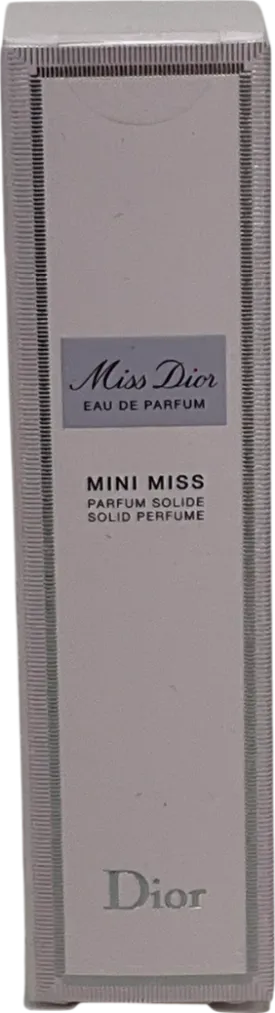 Miss Dior
EAU DE PARFUM
MINI MISS
PARFUM SOLIDE
SOLID PERFUME
Dior